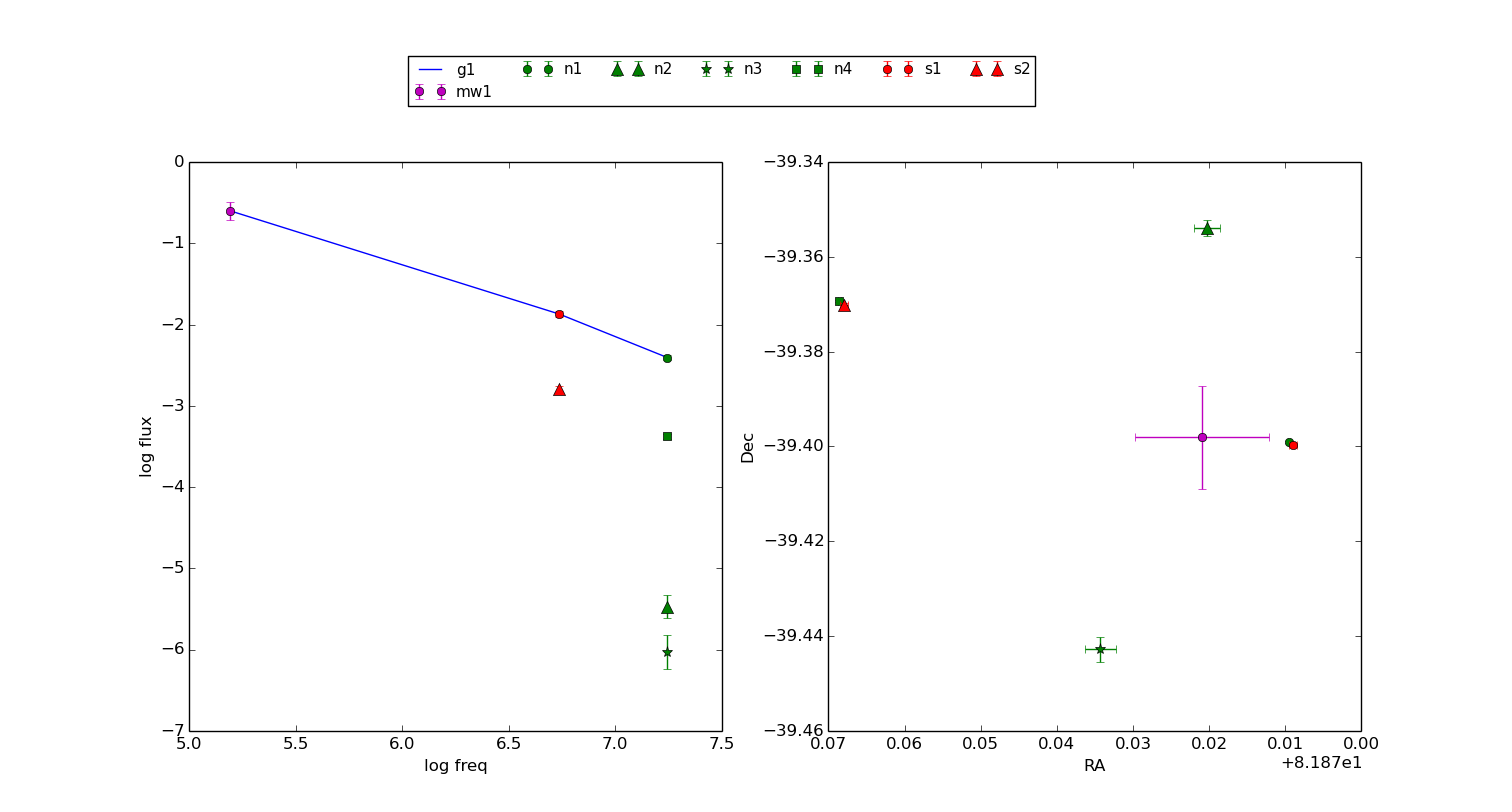 g1 n1 n2 n3 n4 s1 s2
mw1
0
−1
−2
−3
−4
−5
−6
−7
log flux
5.0 5.5 6.0 6.5 7.0 7.5
log freq
−39.34
−39.36
−39.38
−39.40
−39.42
−39.44
−39.46
Dec
0.07 0.06 0.05 0.04 0.03 0.02 0.01 0.00
+8.187e1
RA